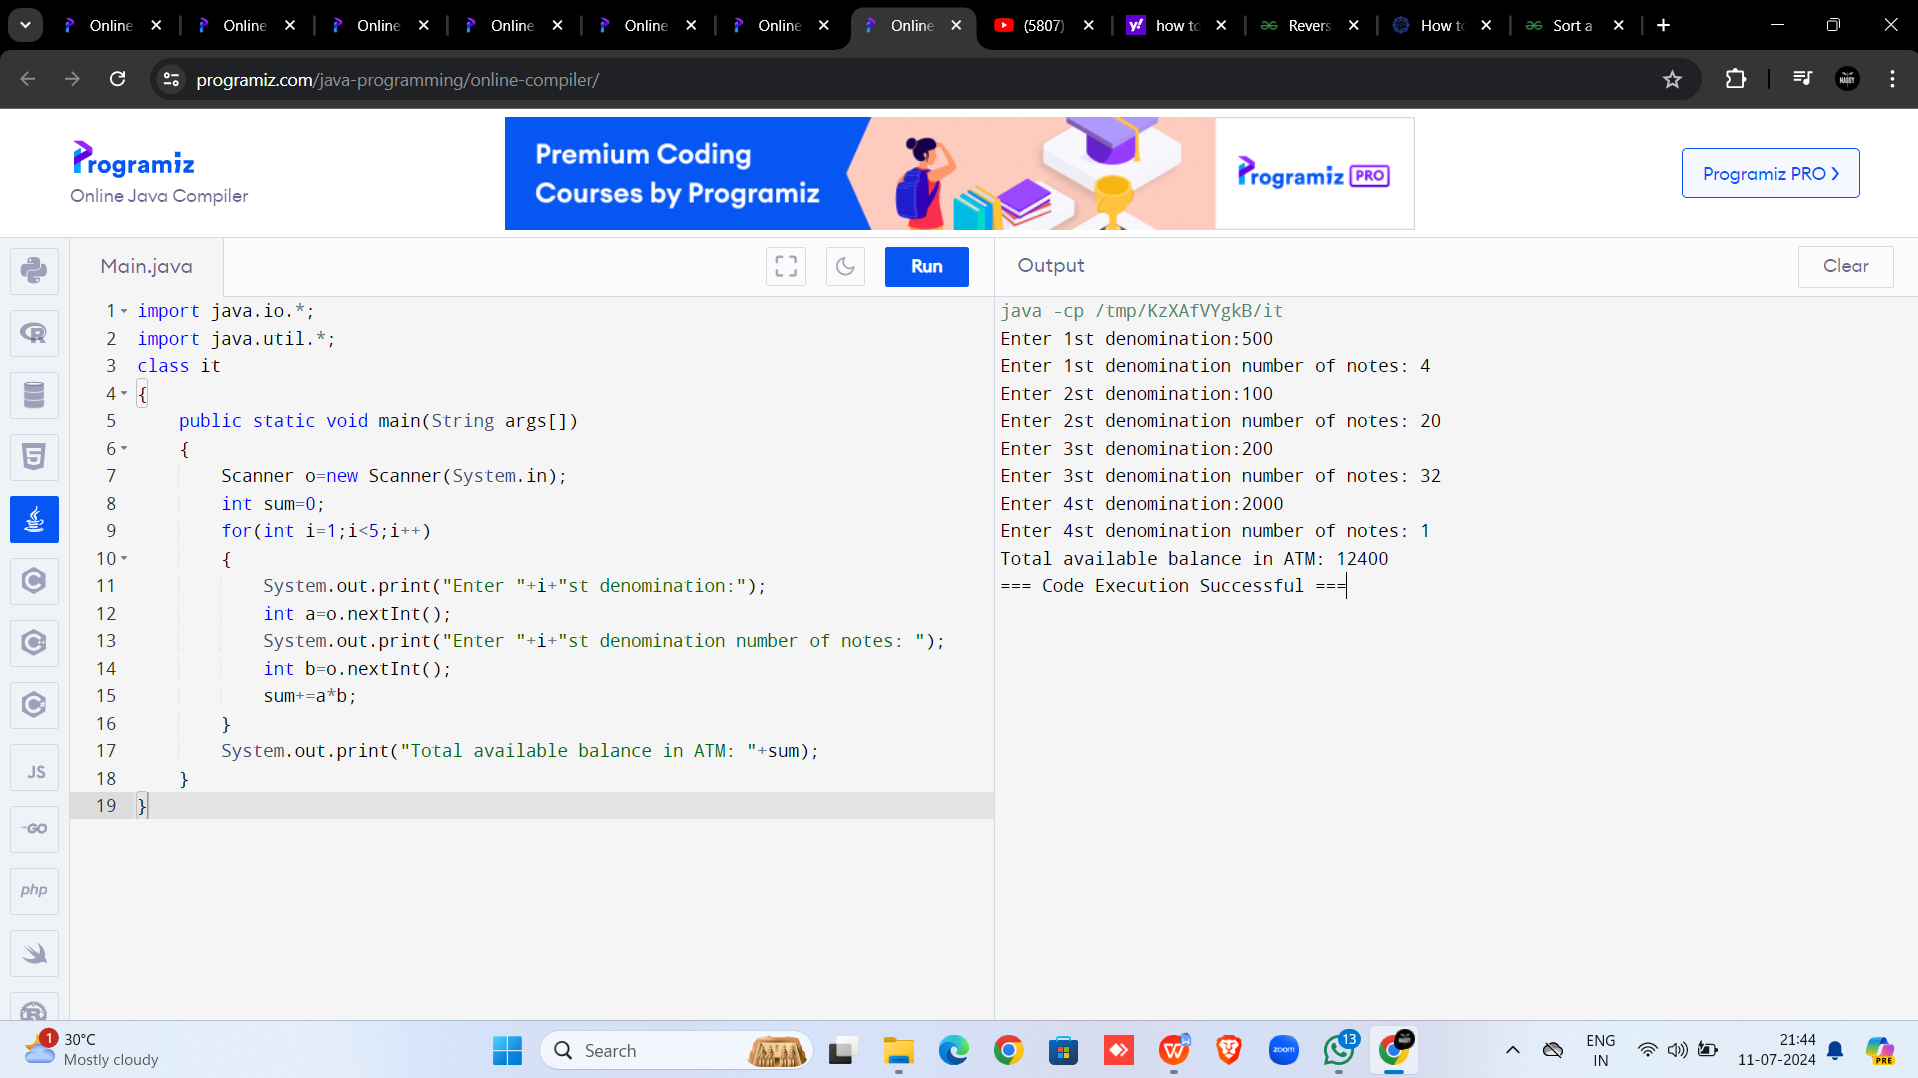 Online
Online
Online
Online
Online
Online
Online
(5807)
how to
Revers
How to
Sort a
programiz.com/java-programming/online-compiler/
Programiz
Online Java Compiler
Premium Coding
Courses by Programiz
Programiz PRO
Programiz PRO >
Main.java
Run
Output
Clear
1 import java.io.*;
2 import java.util.*;
3 class it
4 {
5 public static void main(String args[])
6 {
7 Scanner o=new Scanner(System.in);
8 int sum=0;
9 for(int i=1;i<5;i++)
10 {
11 System.out.print("Enter "+i+"st denomination:");
12 int a=o.nextInt();
13 System.out.print("Enter "+i+"st denomination number of notes: ");
14 int b=o.nextInt();
15 sum+=a*b;
16 }
17 System.out.print("Total available balance in ATM: "+sum);
18 }
19 }
java -cp /tmp/KzXAfVYgkB/it
Enter 1st denomination:500
Enter 1st denomination number of notes: 4
Enter 2st denomination:100
Enter 2st denomination number of notes: 20
Enter 3st denomination:200
Enter 3st denomination number of notes: 32
Enter 4st denomination:2000
Enter 4st denomination number of notes: 1
Total available balance in ATM: 12400
=== Code Execution Successful ===
JS
GO
php
1
30°C
Mostly cloudy
Search
zoom
13
ENG
IN
21:44
11-07-2024
PRE